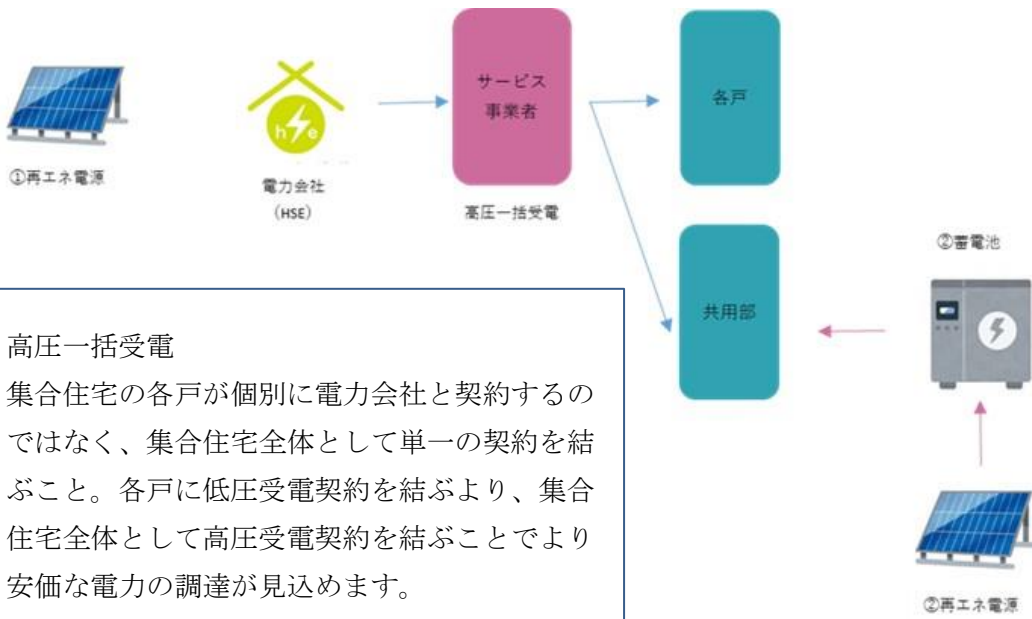 サービス
事業者
各戸
h e
①再エネ電源
電力会社
（HSE）
高圧一括受電
②蓄電池
共用部
高圧一括受電
集合住宅の各戸が個別に電力会社と契約するの
ではなく、集合住宅全体として単一の契約を結
ぶこと。各戸に低圧受電契約を結ぶより、集合
住宅全体として高圧受電契約を結ぶことでより
安価な電力の調達が見込めます。
②再エネ電源